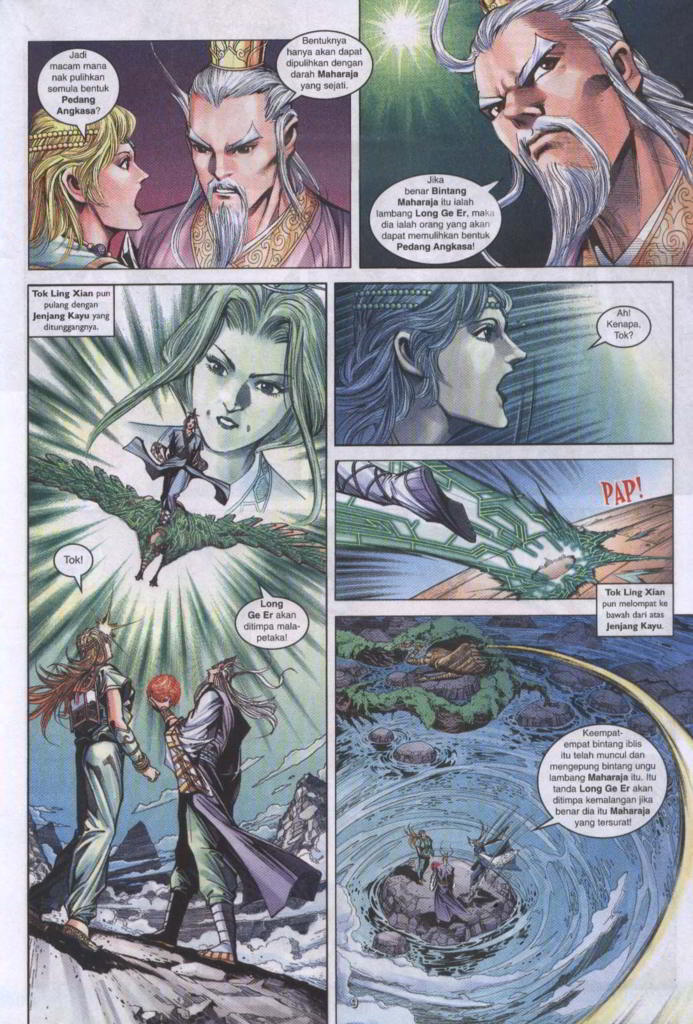 Jadi
macam mana
nak pulihkan
semula bentuk
Pedang
Angkasa?
Bentuknya
hanya akan dapat
dipulihkan dengan
darah Maharaja
yang sejati.
Jika
benar Bintang
Maharaja itu ialah
lambang Long Ge Er, maka
dia ialah orang yang akan
dapat memulihkan bentuk
Pedang Angkasa!
Tok Ling Xian pun
pulang dengan
Jenjang Kayu yang
ditunggangnya.
Tok!
Long
Ge Er akan
ditimpa mala-
petaka!
Ah!
Kenapa,
Tok?
PAP!
Tok Ling Xian
pun melompat ke
bawah dari atas
Jenjang Kayu.
Keempat-
empat bintang iblis
itu telah muncul dan
mengepung bintang ungu
lambang Maharaja itu. Itu
tanda Long Ge Er akan
ditimpa kemalangan jika
benar dia itu Maharaja
yang tersurat!
9